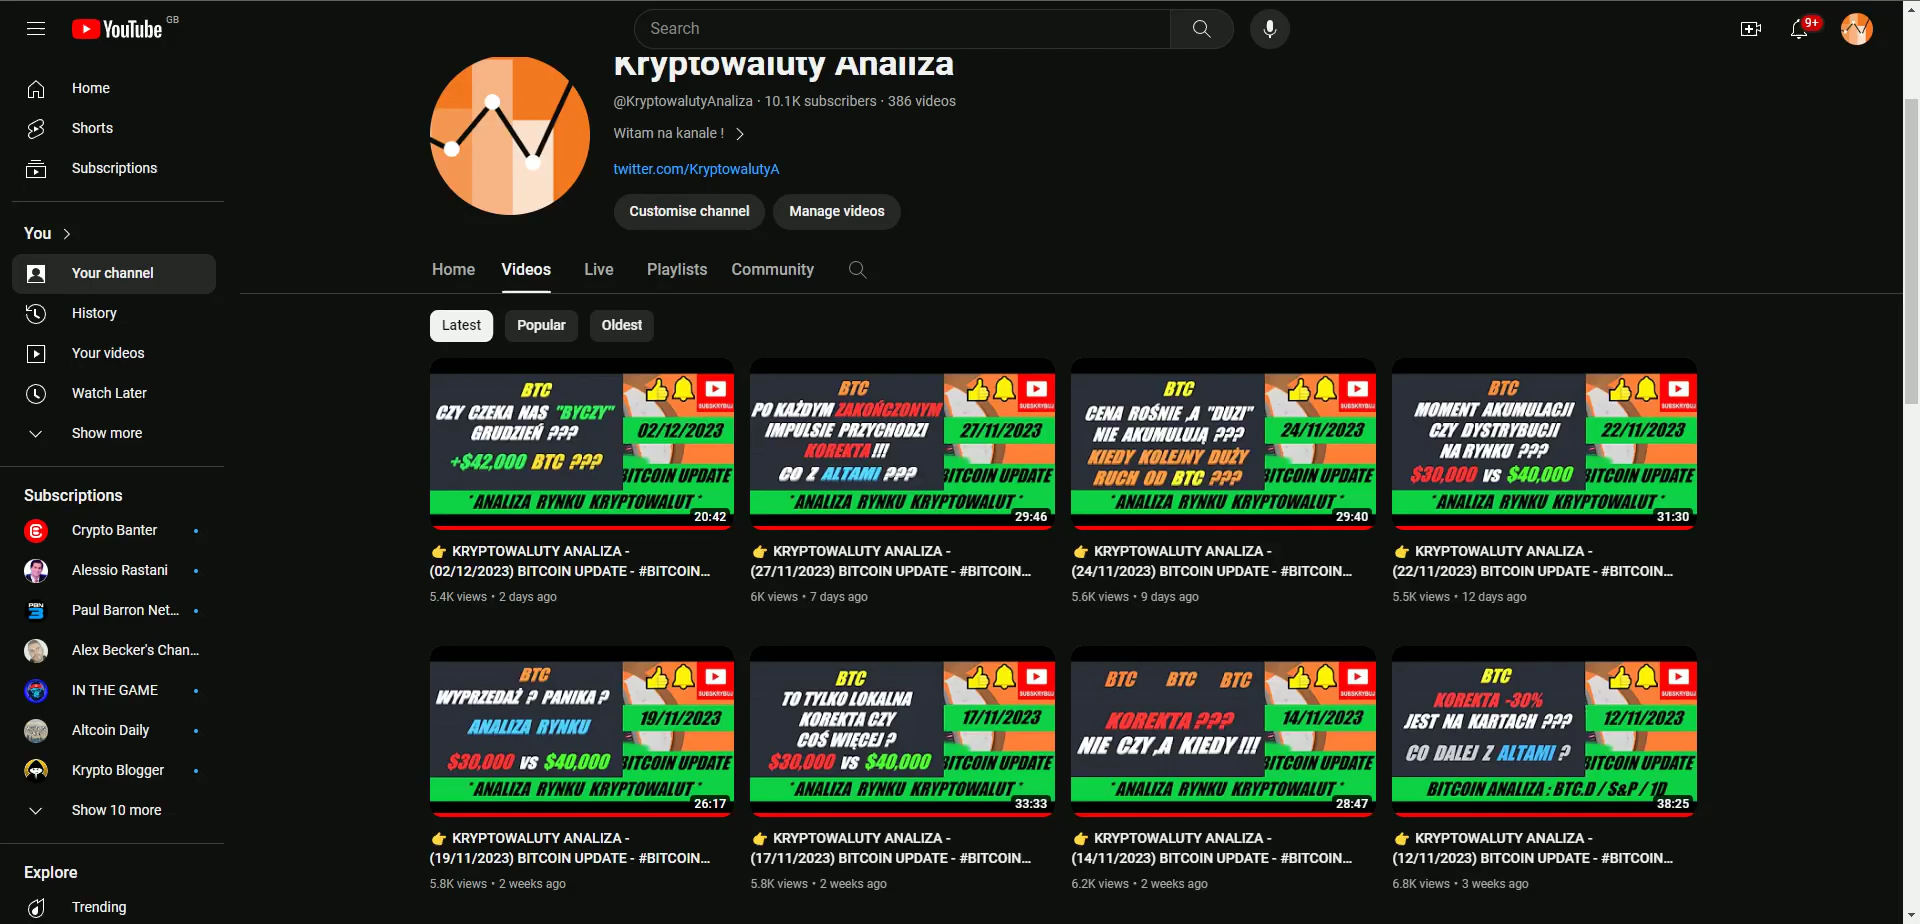 YouTube GB
Search
9+
Home
Shorts
Subscriptions
You
Your channel
History
Your videos
Watch Later
Show more
Subscriptions
Crypto Banter
Alessio Rastani
PBN
3
Paul Barron Net...
Alex Becker's Chan...
IN THE GAME
Altcoin Daily
Krypto Blogger
Show 10 more
Explore
Trending
Kryptowaluty Analiza
@KryptowalutyAnaliza · 10.1K subscribers · 386 videos
Witam na kanale !
twitter.com/KryptowalutyA
Customise channel Manage videos
Home Videos Live Playlists Community
Latest Popular Oldest
BTC
CZY CZEKA NAS "BYCZY"
GRUDZIEŃ ???
+$42,000 BTC ???
SUBSKRYBUJ
02/12/2023
BITCOIN UPDATE
*ANALIZA RYNKU KRYPTOWALUT*
20:42
👉 KRYPTOWALUTY ANALIZA -
(02/12/2023) BITCOIN UPDATE - #BITCOIN...
5.4K views • 2 days ago
BTC
PO KAŻDYM ZAKOŃCZONYM
IMPULSIE PRZYCHODZI
KOREKTA !!!
CO Z ALTAMI ???
SUBSKRYBUJ
27/11/2023
BITCOIN UPDATE
*ANALIZA RYNKU KRYPTOWALUT*
29:46
👉 KRYPTOWALUTY ANALIZA -
(27/11/2023) BITCOIN UPDATE - #BITCOIN...
6K views • 7 days ago
BTC
CENA ROŚNIE ,A "DUZI"
NIE AKUMULUJĄ ???
KIEDY KOLEJNY DUŻY
RUCH OD BTC ???
SUBSKRYBUJ
24/11/2023
BITCOIN UPDATE
*ANALIZA RYNKU KRYPTOWALUT*
29:40
👉 KRYPTOWALUTY ANALIZA -
(24/11/2023) BITCOIN UPDATE - #BITCOIN...
5.6K views • 9 days ago
BTC
MOMENT AKUMULACJI
CZY DYSTRYBUCJI
NA RYNKU ???
$30,000 VS $40,000
SUBSKRYBUJ
22/11/2023
BITCOIN UPDATE
*ANALIZA RYNKU KRYPTOWALUT*
31:30
👉 KRYPTOWALUTY ANALIZA -
(22/11/2023) BITCOIN UPDATE - #BITCOIN...
5.5K views • 12 days ago
BTC
WYPRZEDAŻ ? PANIKA ?
ANALIZA RYNKU
$30,000 VS $40,000
SUBSKRYBUJ
19/11/2023
BITCOIN UPDATE
*ANALIZA RYNKU KRYPTOWALUT*
26:17
👉 KRYPTOWALUTY ANALIZA -
(19/11/2023) BITCOIN UPDATE - #BITCOIN...
5.8K views • 2 weeks ago
BTC
TO TYLKO LOKALNA
KOREKTA CZY
COŚ WIĘCEJ ?
$30,000 VS $40,000
SUBSKRYBUJ
17/11/2023
BITCOIN UPDATE
*ANALIZA RYNKU KRYPTOWALUT*
33:33
👉 KRYPTOWALUTY ANALIZA -
(17/11/2023) BITCOIN UPDATE - #BITCOIN...
5.8K views • 2 weeks ago
BTC BTC BTC
KOREKTA ???
NIE CZY ,A KIEDY !!!
SUBSKRYBUJ
14/11/2023
BITCOIN UPDATE
*ANALIZA RYNKU KRYPTOWALUT*
28:47
👉 KRYPTOWALUTY ANALIZA -
(14/11/2023) BITCOIN UPDATE - #BITCOIN...
6.2K views • 2 weeks ago
BTC
KOREKTA -30%
JEST NA KARTACH ???
CO DALEJ Z ALTAMI ?
SUBSKRYBUJ
12/11/2023
BITCOIN UPDATE
BITCOIN ANALIZA : BTC.D / S&P / 1D
38:25
👉 KRYPTOWALUTY ANALIZA -
(12/11/2023) BITCOIN UPDATE - #BITCOIN...
6.8K views • 3 weeks ago